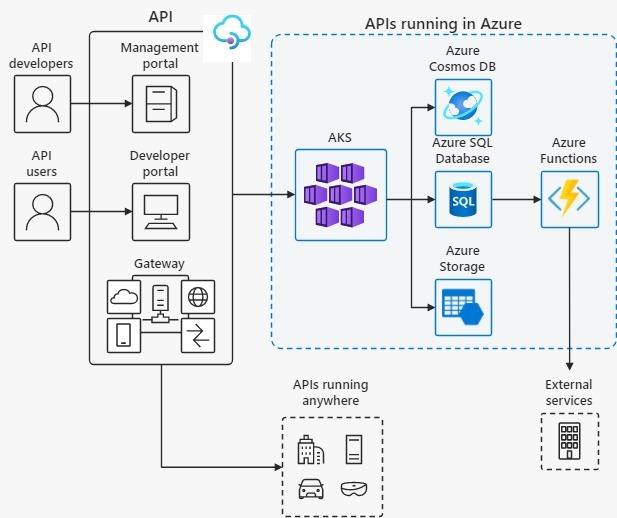 API
APIs running in Azure
API
developers
Management
portal
Azure
Cosmos DB
AKS
API
users
Developer
portal
Azure SQL
Database
SQL
Azure
Functions
Gateway
Azure
Storage
APIs running
anywhere
External
services